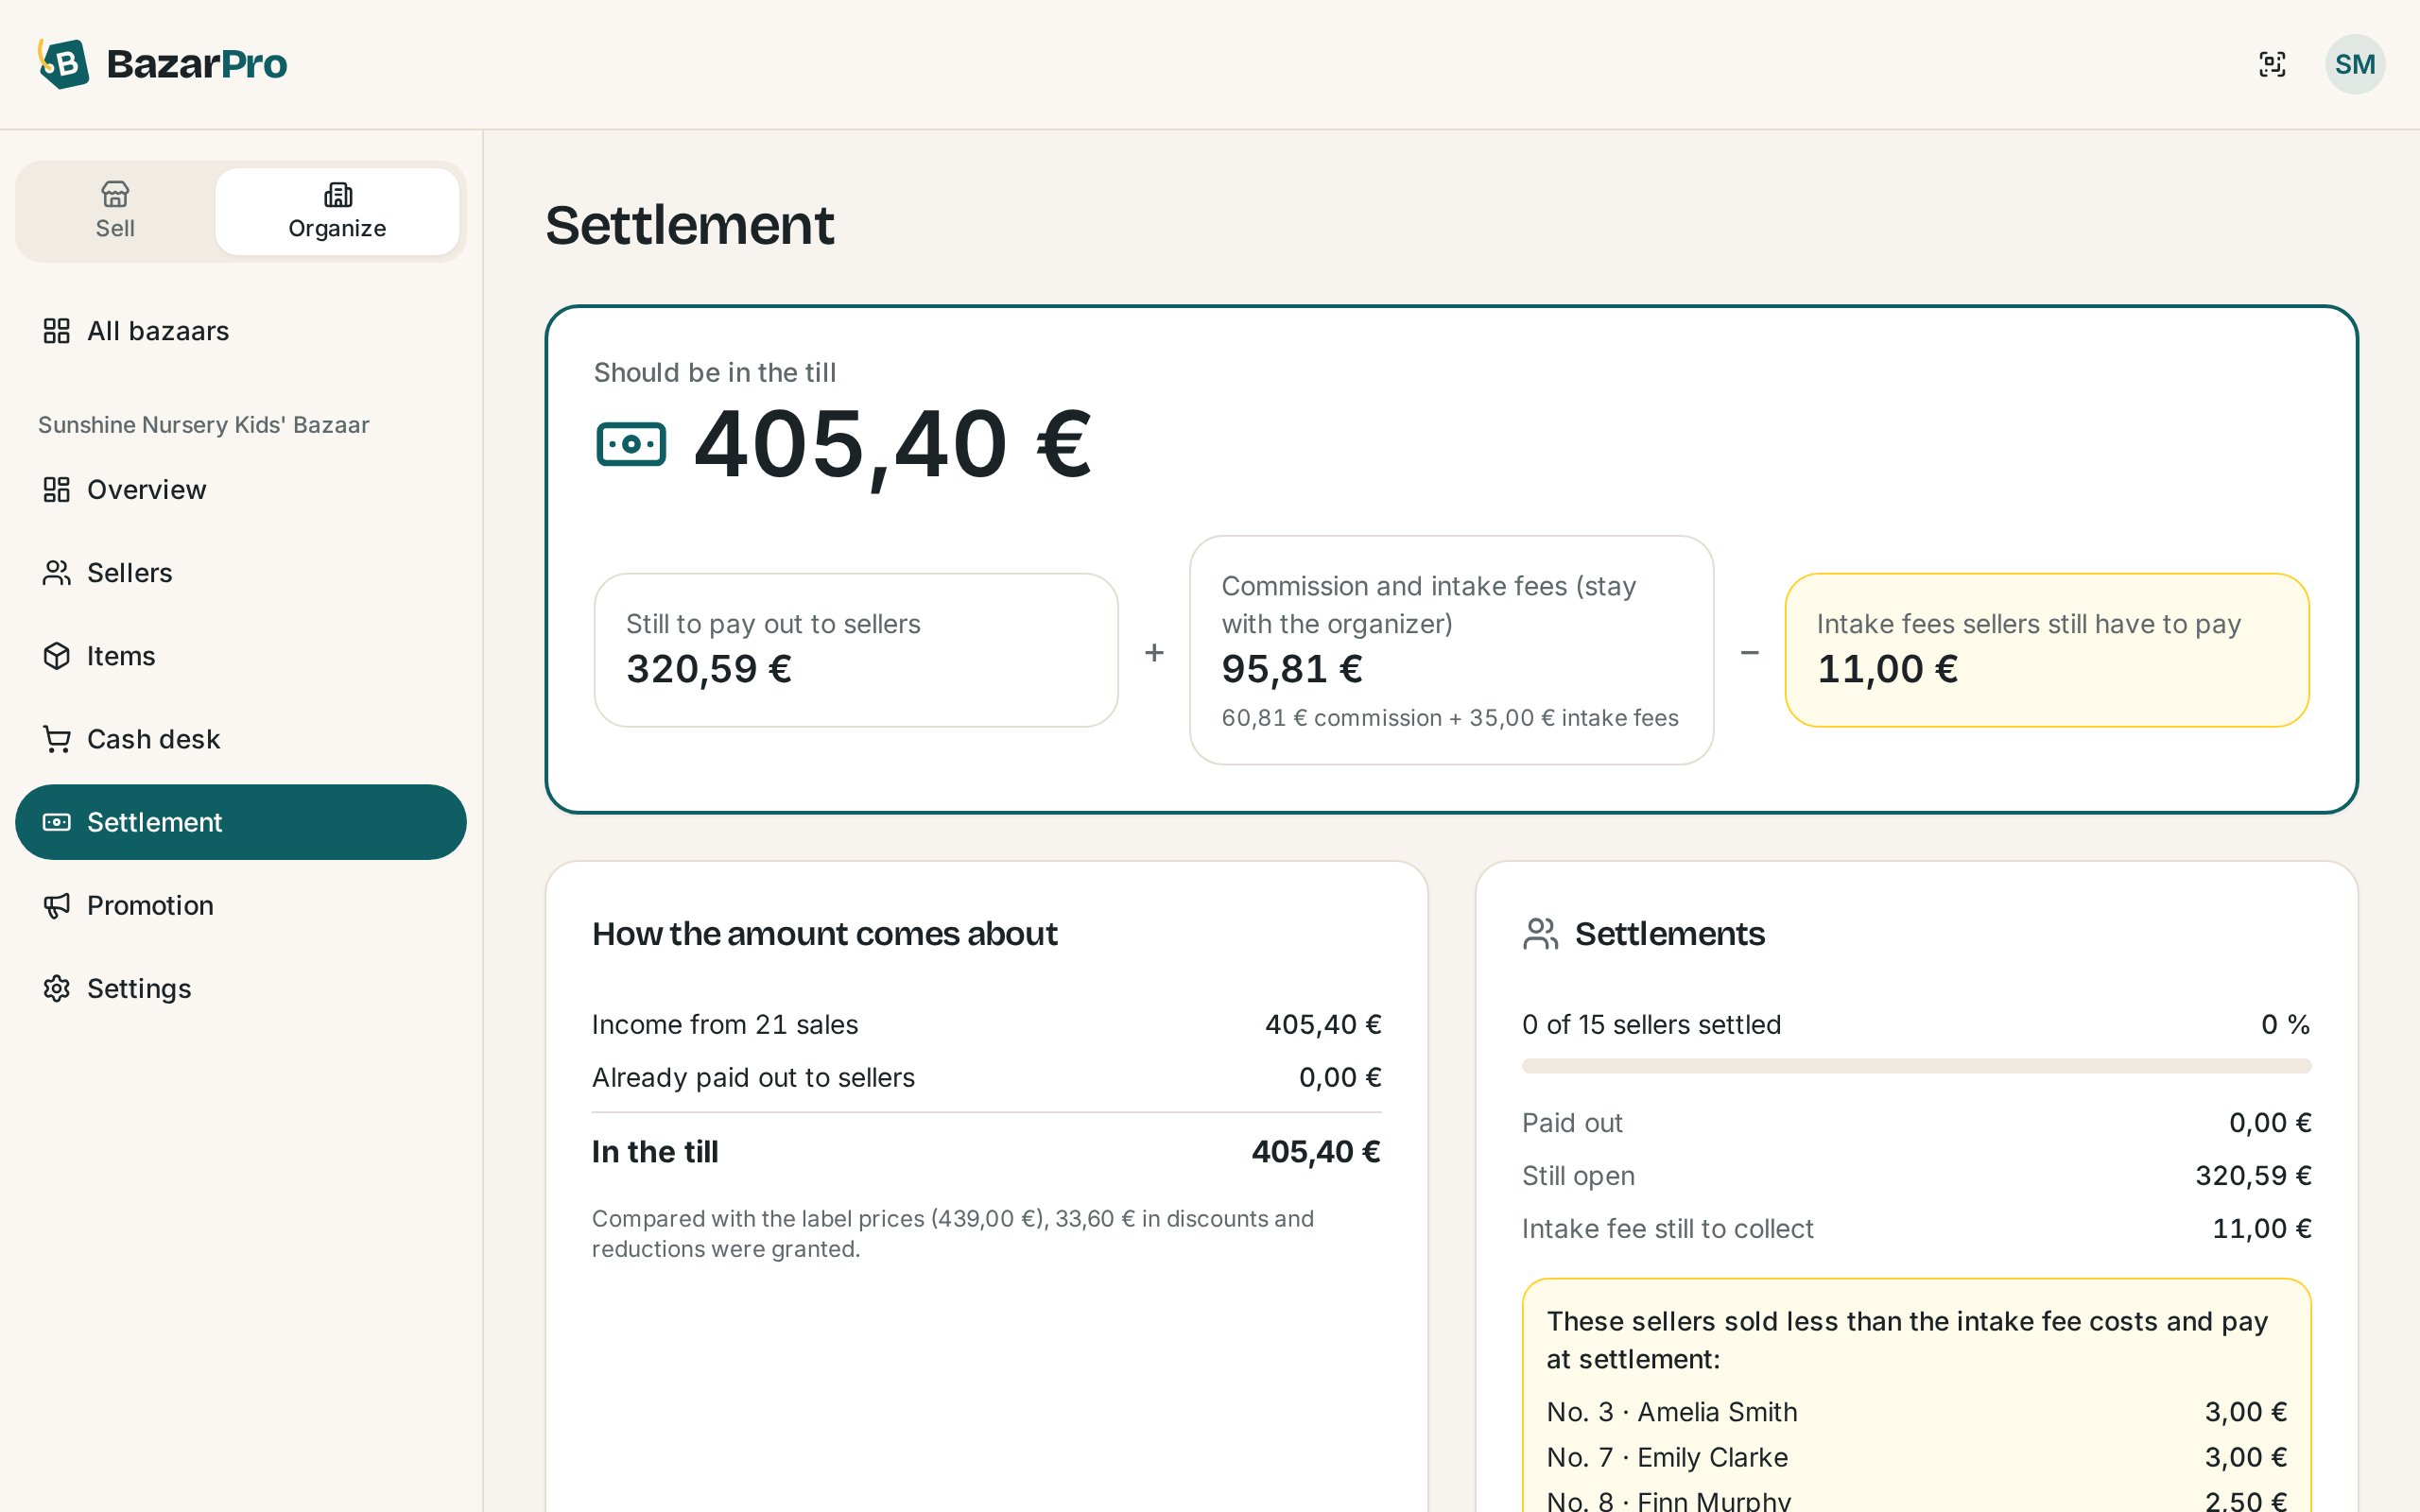 B BazarPro
SM
Sell
Organize
All bazaars
Sunshine Nursery Kids' Bazaar
Overview
Sellers
Items
Cash desk
Settlement
Promotion
Settings
Settlement
Should be in the till
405,40 €
Still to pay out to sellers
320,59 €
+
Commission and intake fees (stay
with the organizer)
95,81 €
60,81 € commission + 35,00 € intake fees
−
Intake fees sellers still have to pay
11,00 €
How the amount comes about
Income from 21 sales 405,40 €
Already paid out to sellers 0,00 €
In the till 405,40 €
Compared with the label prices (439,00 €), 33,60 € in discounts and
reductions were granted.
Settlements
0 of 15 sellers settled 0 %
Paid out 0,00 €
Still open 320,59 €
Intake fee still to collect 11,00 €
These sellers sold less than the intake fee costs and pay
at settlement:
No. 3 · Amelia Smith 3,00 €
No. 7 · Emily Clarke 3,00 €
No. 8 · Finn Murphy 2,50 €